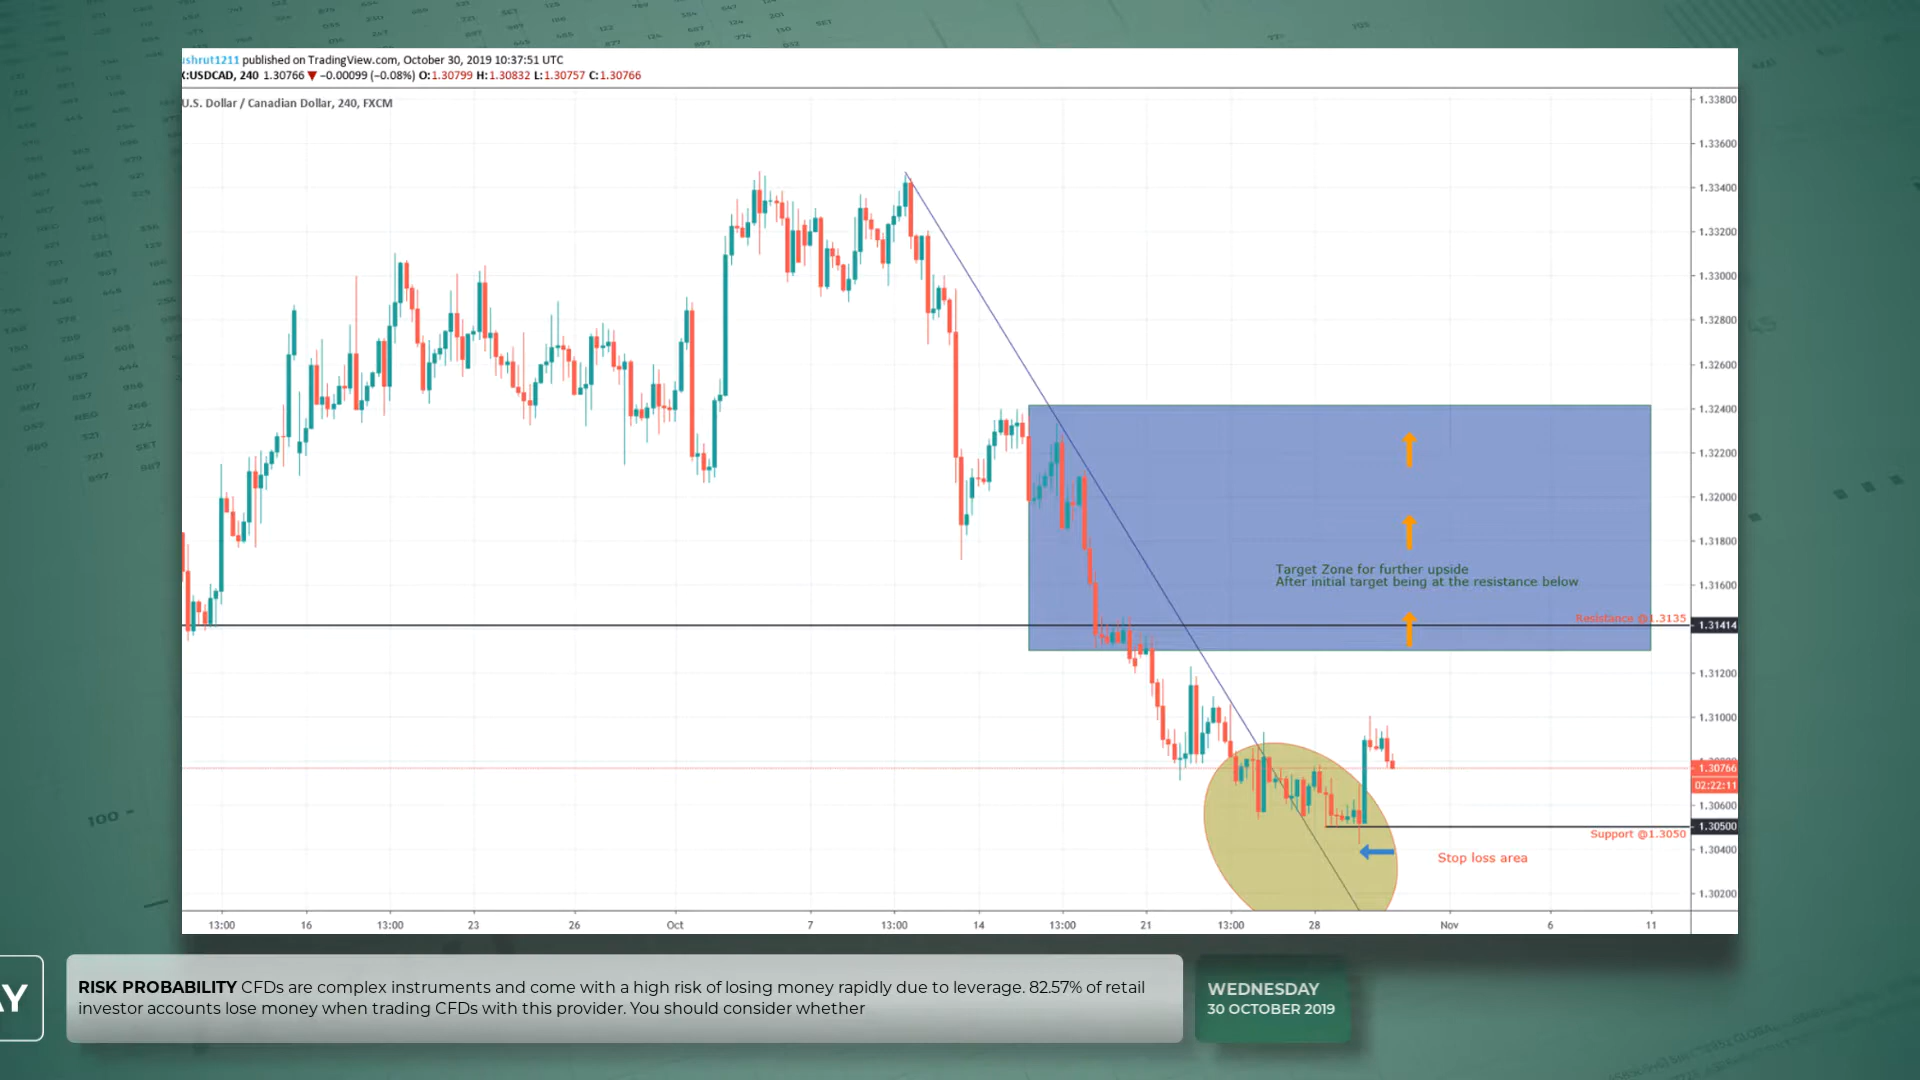 ushrut1211 published on TradingView.com, October 30, 2019 10:37:51 UTC
:USDCAD, 240 1.30766 ▼ −0.00099 (−0.08%) O:1.30799 H:1.30832 L:1.30757 C:1.30766
U.S. Dollar / Canadian Dollar, 240, FXCM
1.33800
1.33600
1.33400
1.33200
1.33000
1.32800
1.32600
1.32400
1.32200
1.32000
1.31800
Target Zone for further upside
After initial target being at the resistance below
1.31600
Resistance @1.3135
1.31414
1.31200
1.31000
1.30766
02:22:11
1.30600
1.30500
Support @1.3050
1.30400
Stop loss area
1.30200
13:00 16 13:00 23 26 Oct 7 13:00 14 13:00 21 13:00 28 Nov 6 11
AY
RISK PROBABILITY CFDs are complex instruments and come with a high risk of losing money rapidly due to leverage. 82.57% of retail
investor accounts lose money when trading CFDs with this provider. You should consider whether
WEDNESDAY
30 OCTOBER 2019
100